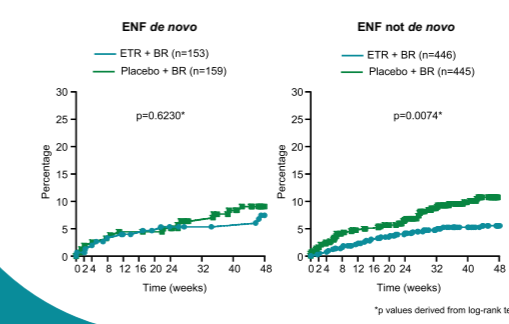 ENF de novo
ETR + BR (n=153)
Placebo + BR (n=159)
p=0.6230*
Percentage
30
25
20
15
10
5
0
0 2 4 8 12 16 20 24 32 40 48
Time (weeks)
ENF not de novo
ETR + BR (n=446)
Placebo + BR (n=445)
p=0.0074*
Percentage
30
25
20
15
10
5
0
0 2 4 8 12 16 20 24 32 40 48
Time (weeks)
*p values derived from log-rank te